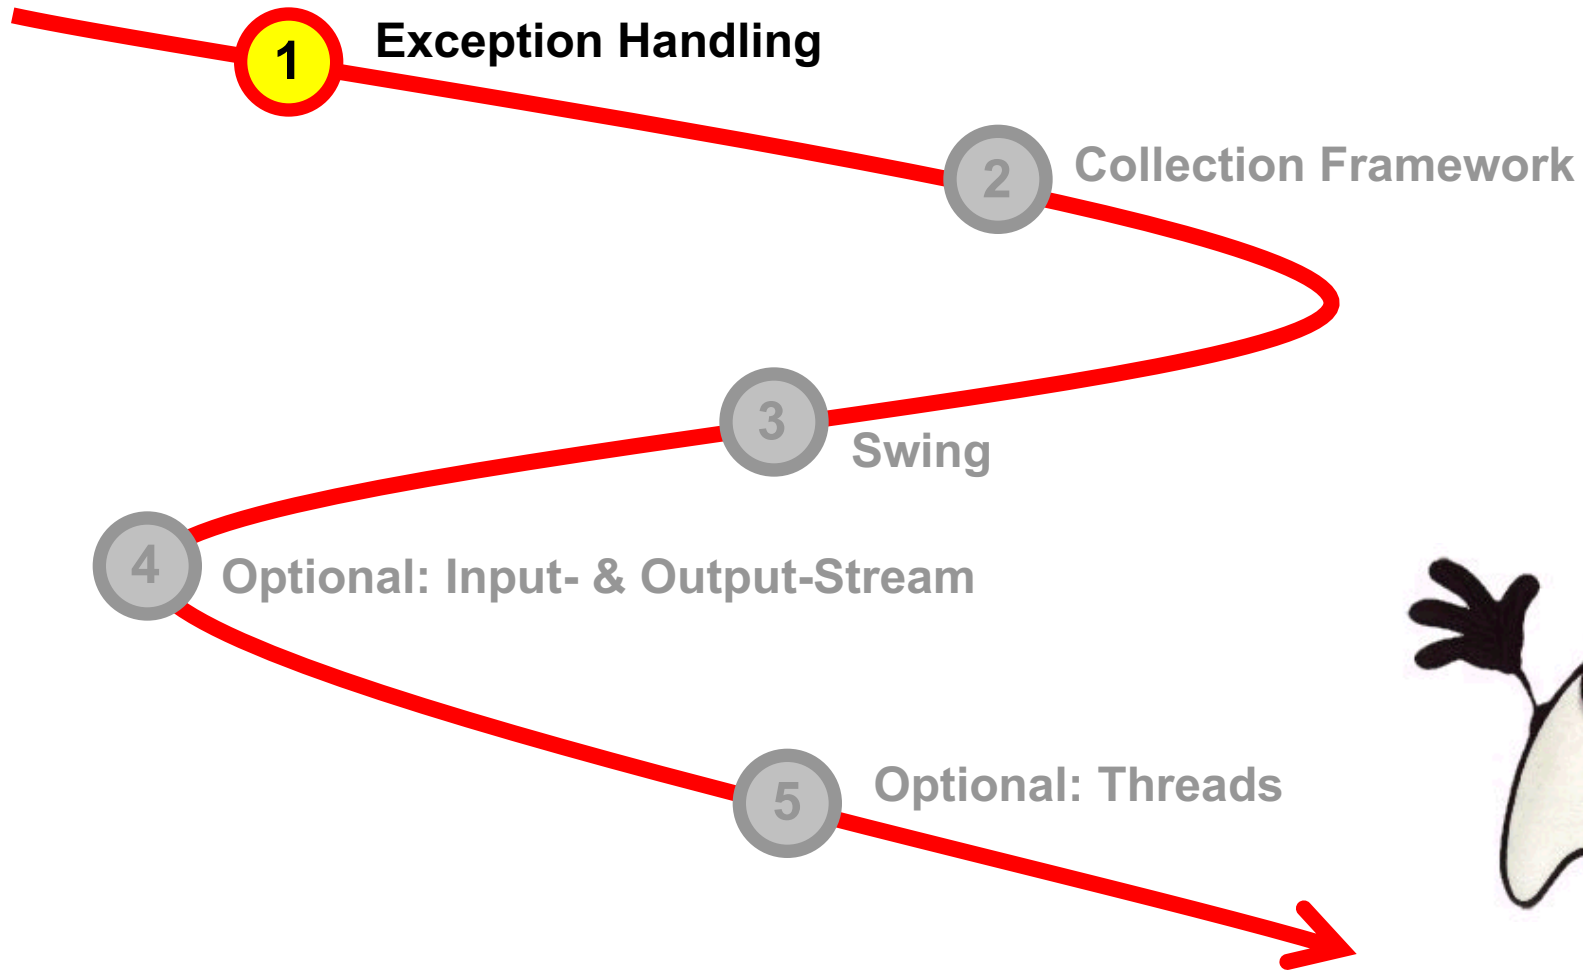 1 Exception Handling
2 Collection Framework
3 Swing
4 Optional: Input- & Output-Stream
5 Optional: Threads